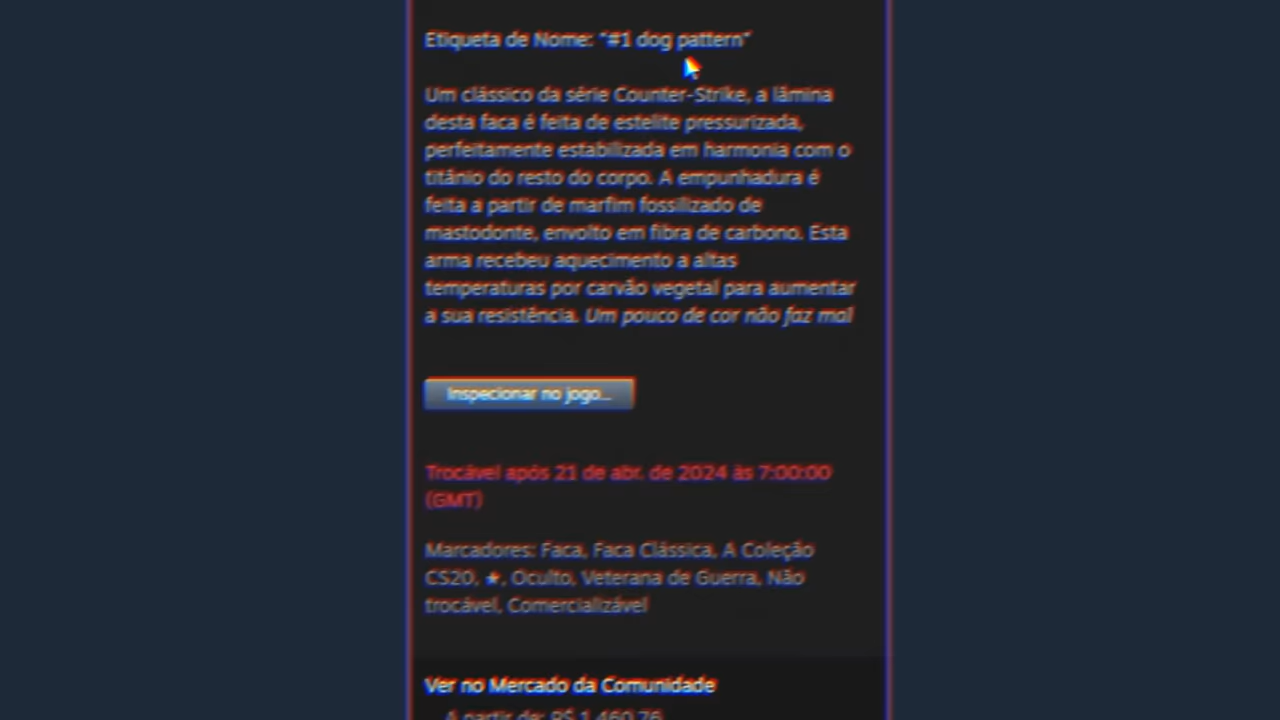 Etiqueta de Nome: "#1 dog pattern"
Um clássico da série Counter-Strike, a lâmina
desta faca é feita de estelite pressurizada,
perfeitamente estabilizada em harmonia com o
titânio do resto do corpo. A empunhadura é
feita a partir de marfim fossilizado de
mastodonte, envolto em fibra de carbono. Esta
arma recebeu aquecimento a altas
temperaturas por carvão vegetal para aumentar
a sua resistência. Um pouco de cor não faz mal
Inspecionar no jogo...
Trocável após 21 de abr. de 2024 às 7:00:00
(GMT)
Marcadores: Faca, Faca Clássica, A Coleção
CS20, ★, Oculto, Veterana de Guerra, Não
trocável, Comercializável
Ver no Mercado da Comunidade
A partir de: R$ 1.460,76